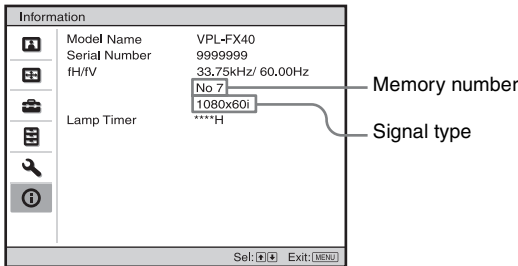 Information
Model Name VPL-FX40
Serial Number 9999999
fH/fV 33.75kHz/ 60.00Hz
No 7
1080x60i
Lamp Timer ****H
Memory number
Signal type
Sel: Exit: MENU